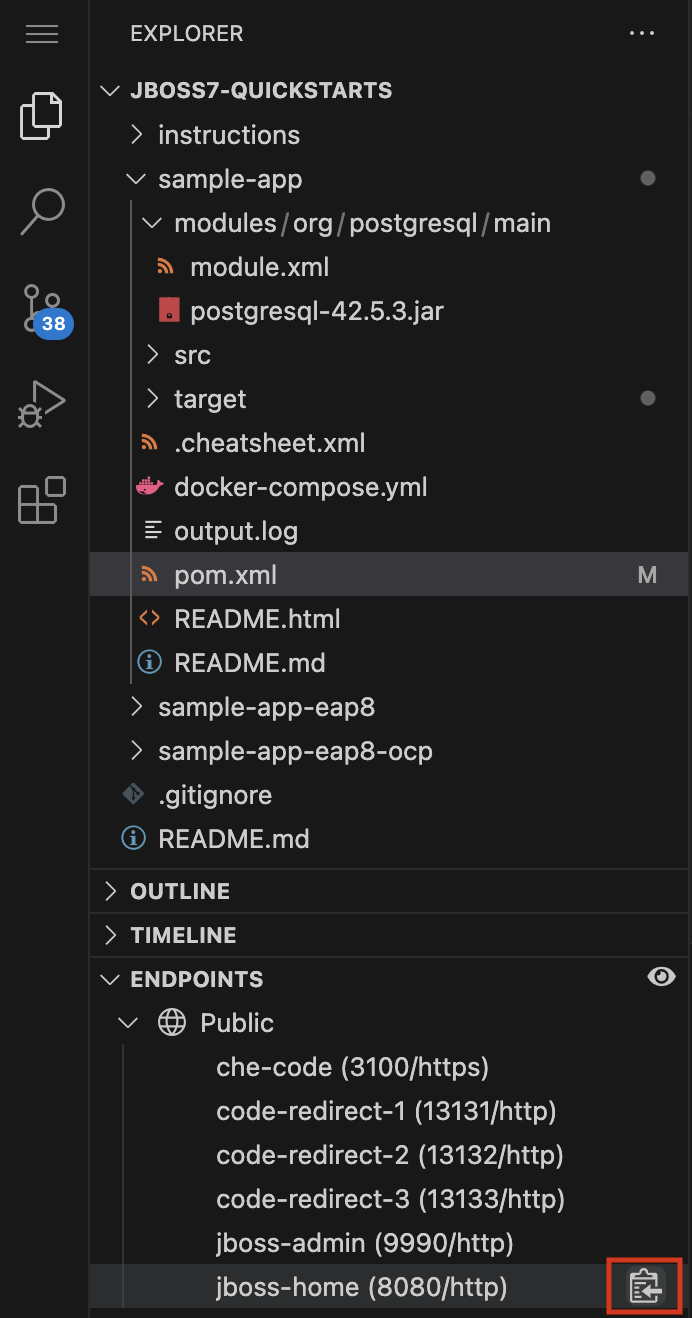 EXPLORER
JBOSS7-QUICKSTARTS
instructions
sample-app
modules/org/postgresql/main
module.xml
postgresql-42.5.3.jar
src
target
.cheatsheet.xml
docker-compose.yml
output.log
pom.xml M
README.html
README.md
sample-app-eap8
sample-app-eap8-ocp
.gitignore
README.md
OUTLINE
TIMELINE
ENDPOINTS
Public
che-code (3100/https)
code-redirect-1 (13131/http)
code-redirect-2 (13132/http)
code-redirect-3 (13133/http)
jboss-admin (9990/http)
jboss-home (8080/http)
38